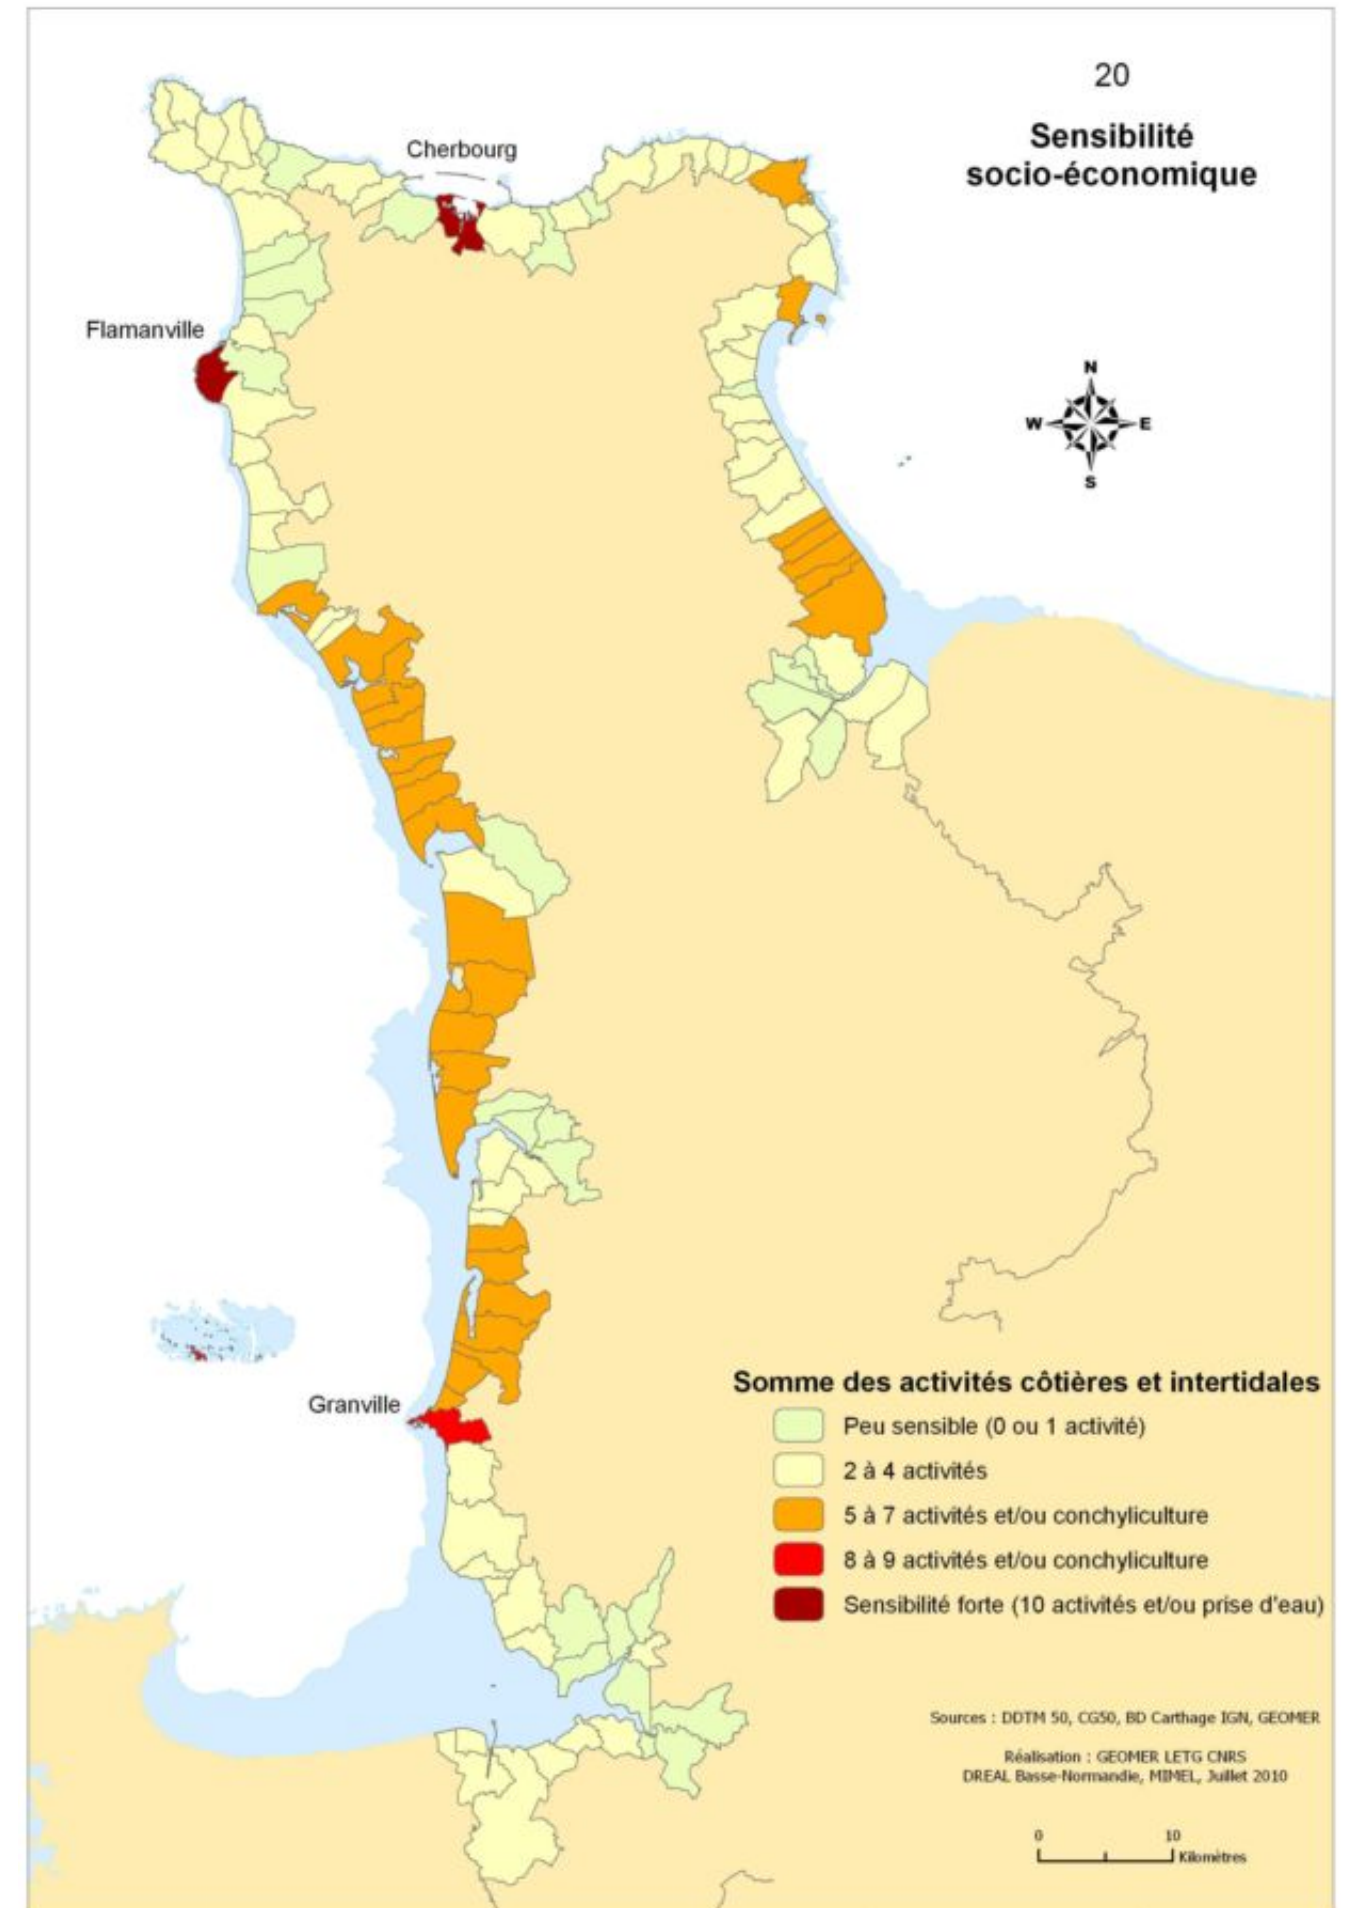 20
Sensibilité
socio-économique
Cherbourg
Flamanville
N
W E
S
Granville
Somme des activités côtières et intertidales
Peu sensible (0 ou 1 activité)
2 à 4 activités
5 à 7 activités et/ou conchyliculture
8 à 9 activités et/ou conchyliculture
Sensibilité forte (10 activités et/ou prise d'eau)
Sources : DDTM 50, CG50, BD Carthage IGN, GEOMER
Réalisation : GEOMER LETG CNRS
DREAL Basse-Normandie, MIMEL, Juillet 2010
0 10
Kilomètres